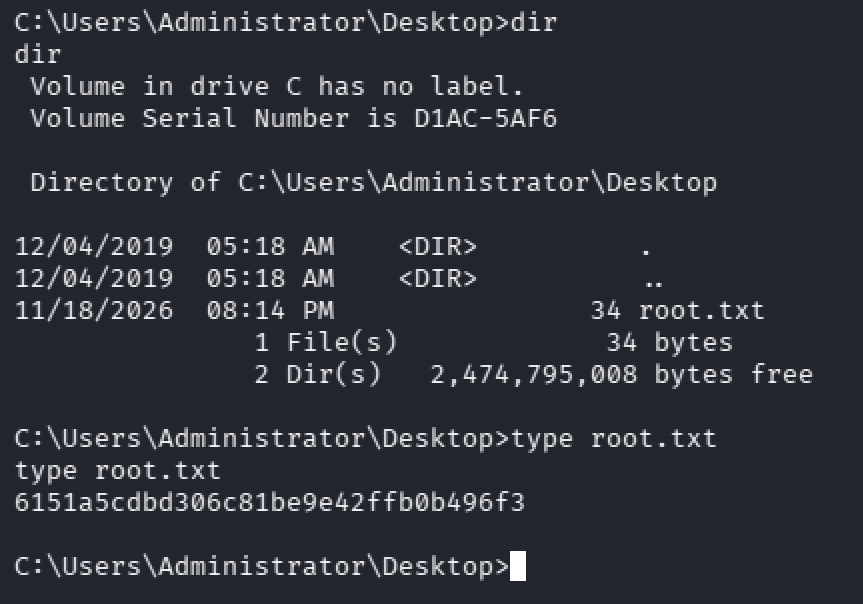 C:\Users\Administrator\Desktop>dir
dir
 Volume in drive C has no label.
 Volume Serial Number is D1AC-5AF6

 Directory of C:\Users\Administrator\Desktop

12/04/2019  05:18 AM    <DIR>          .
12/04/2019  05:18 AM    <DIR>          ..
11/18/2026  08:14 PM                34 root.txt
               1 File(s)             34 bytes
               2 Dir(s)   2,474,795,008 bytes free

C:\Users\Administrator\Desktop>type root.txt
type root.txt
6151a5cdbd306c81be9e42ffb0b496f3

C:\Users\Administrator\Desktop>